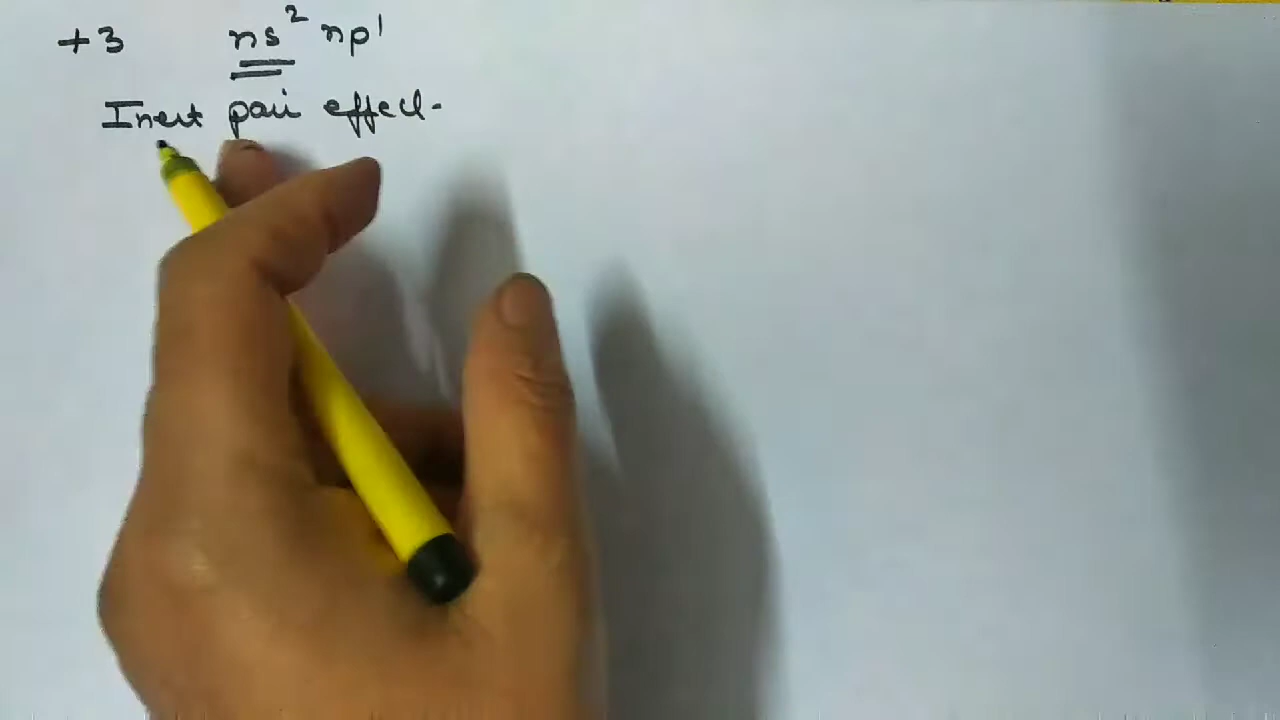 +3 ns² np¹
Inert pair effect.